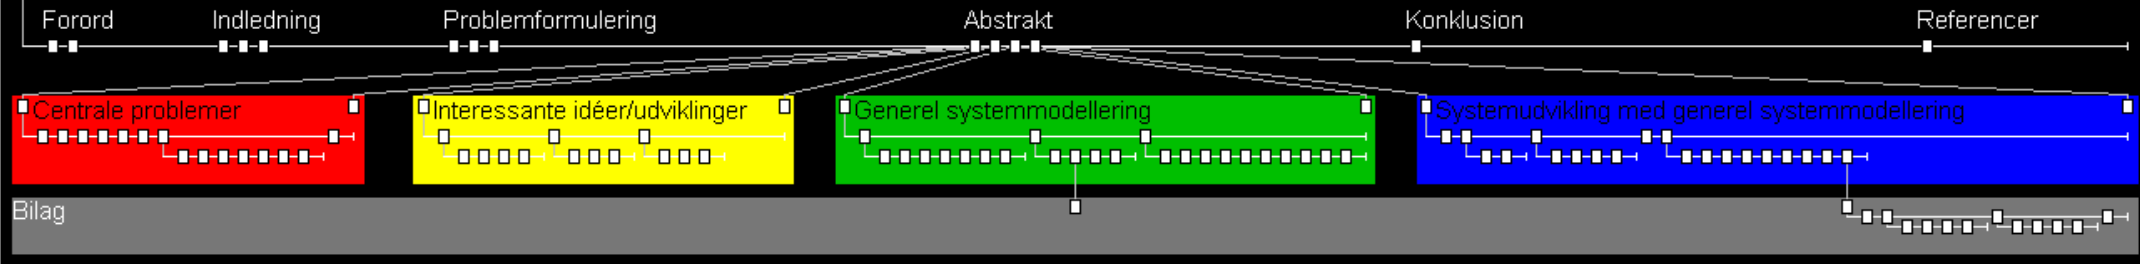 Forord Indledning Problemformulering Abstrakt Konklusion Referencer
Centrale problemer Interessante idéer/udviklinger Generel systemmodellering Systemudvikling med generel systemmodellering
Bilag